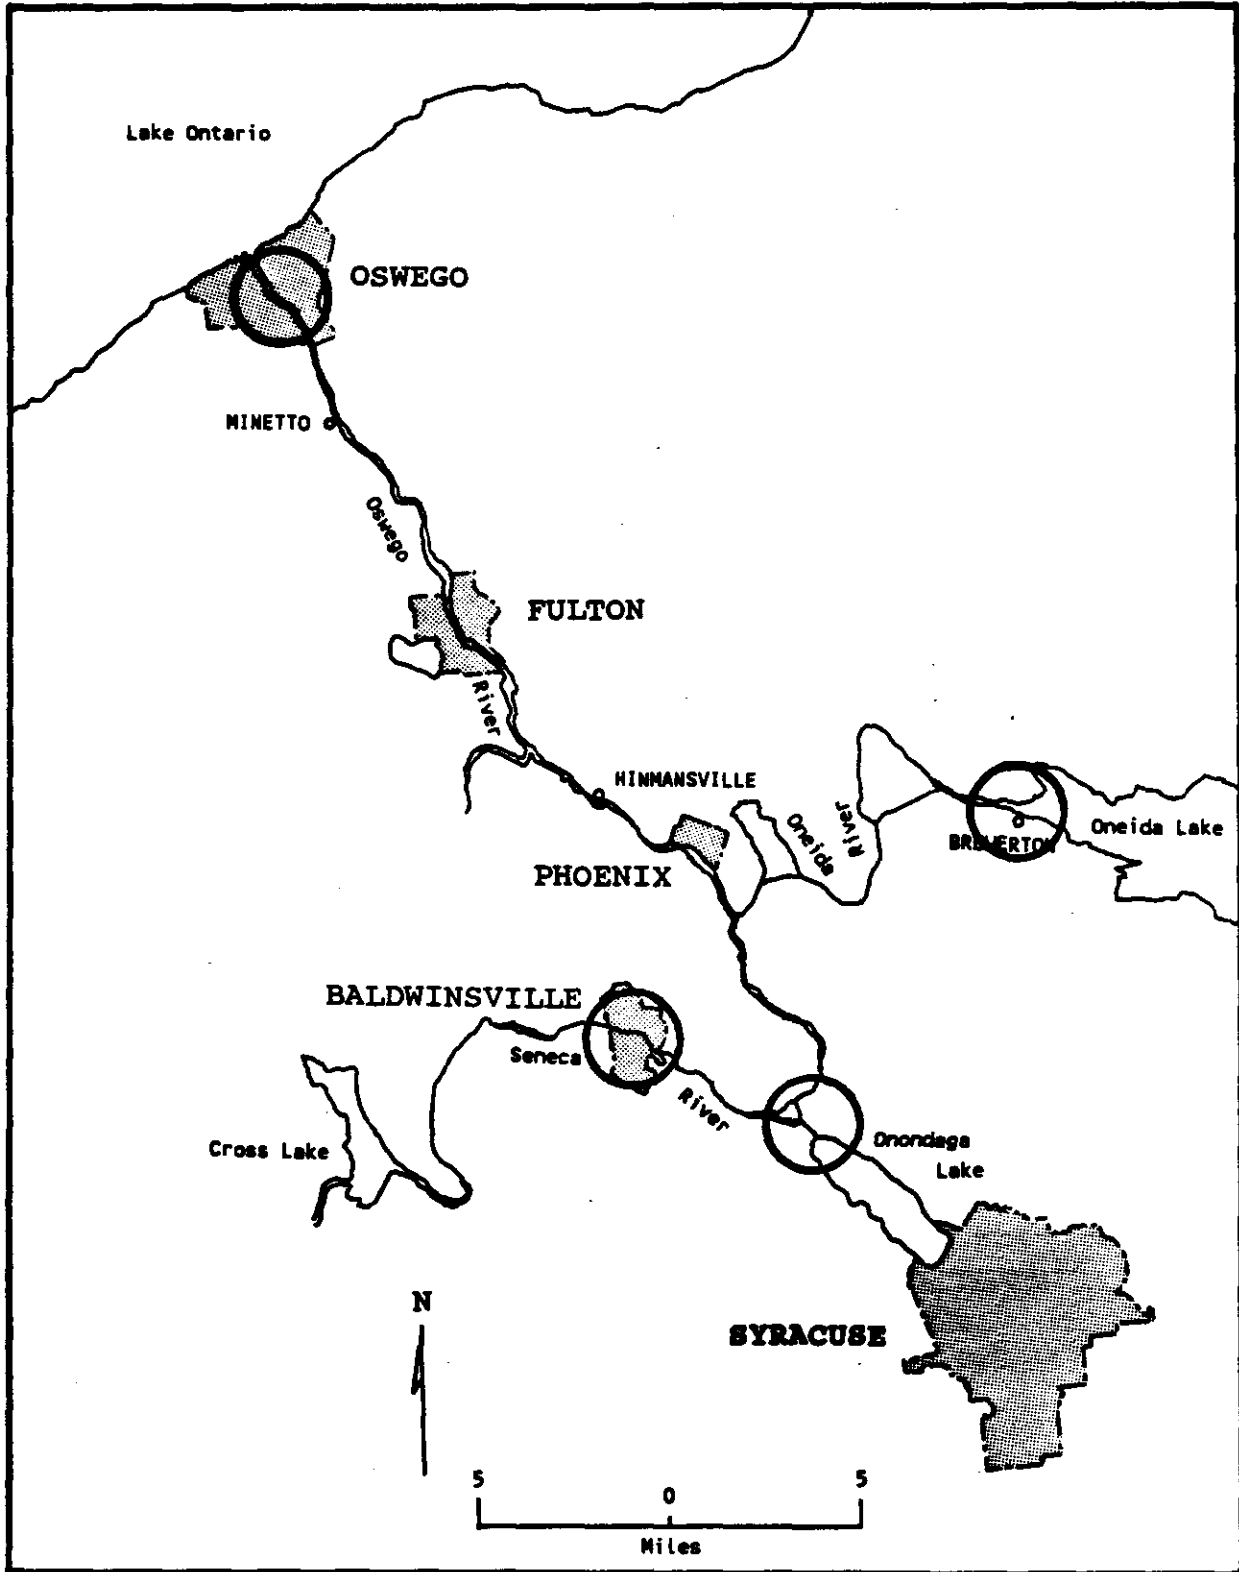 Lake Ontario
OSWEGO
MINETTO
Oswego
FULTON
River
HINMANSVILLE
River
Oneida
Oneida Lake
BREWERTON
PHOENIX
BALDWINSVILLE
Seneca
River
Onondaga
Lake
Cross Lake
N
SYRACUSE
5
0
5
Miles